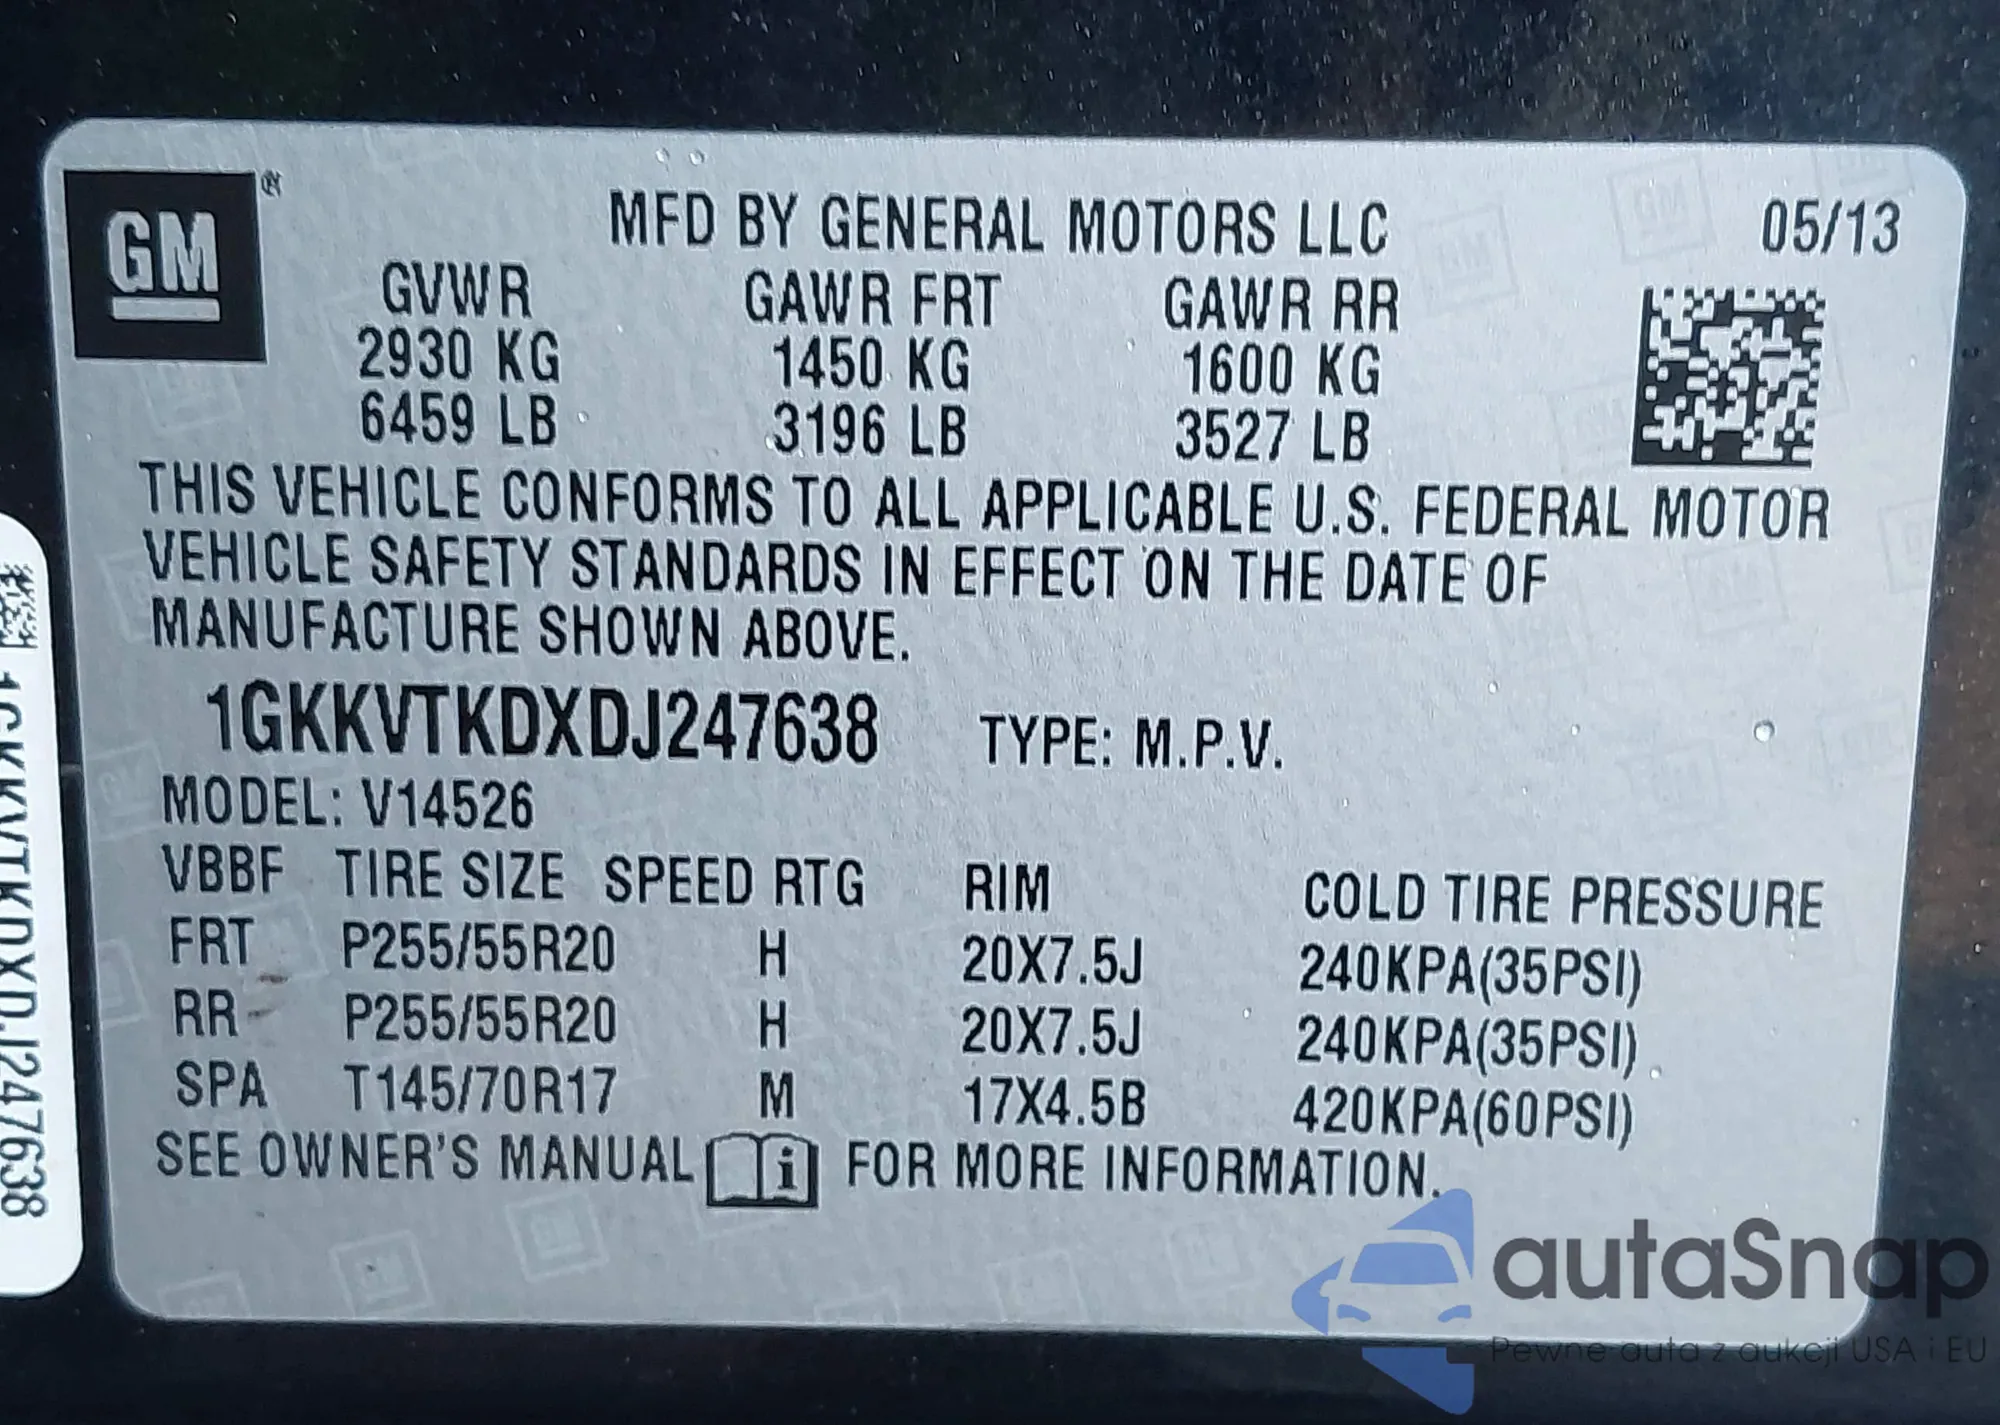 GM ®
MFD BY GENERAL MOTORS LLC 05/13
GVWR GAWR FRT GAWR RR
2930 KG 1450 KG 1600 KG
6459 LB 3196 LB 3527 LB
THIS VEHICLE CONFORMS TO ALL APPLICABLE U.S. FEDERAL MOTOR
VEHICLE SAFETY STANDARDS IN EFFECT ON THE DATE OF
MANUFACTURE SHOWN ABOVE.
1GKKVTKDXDJ247638 TYPE: M.P.V.
MODEL: V14526
VBBF TIRE SIZE SPEED RTG RIM COLD TIRE PRESSURE
FRT P255/55R20 H 20X7.5J 240KPA(35PSI)
RR P255/55R20 H 20X7.5J 240KPA(35PSI)
SPA T145/70R17 M 17X4.5B 420KPA(60PSI)
SEE OWNER'S MANUAL i FOR MORE INFORMATION.
1GKKVTKDXDJ247638
autaSnap
Pewne auta z aukcji USA i EU